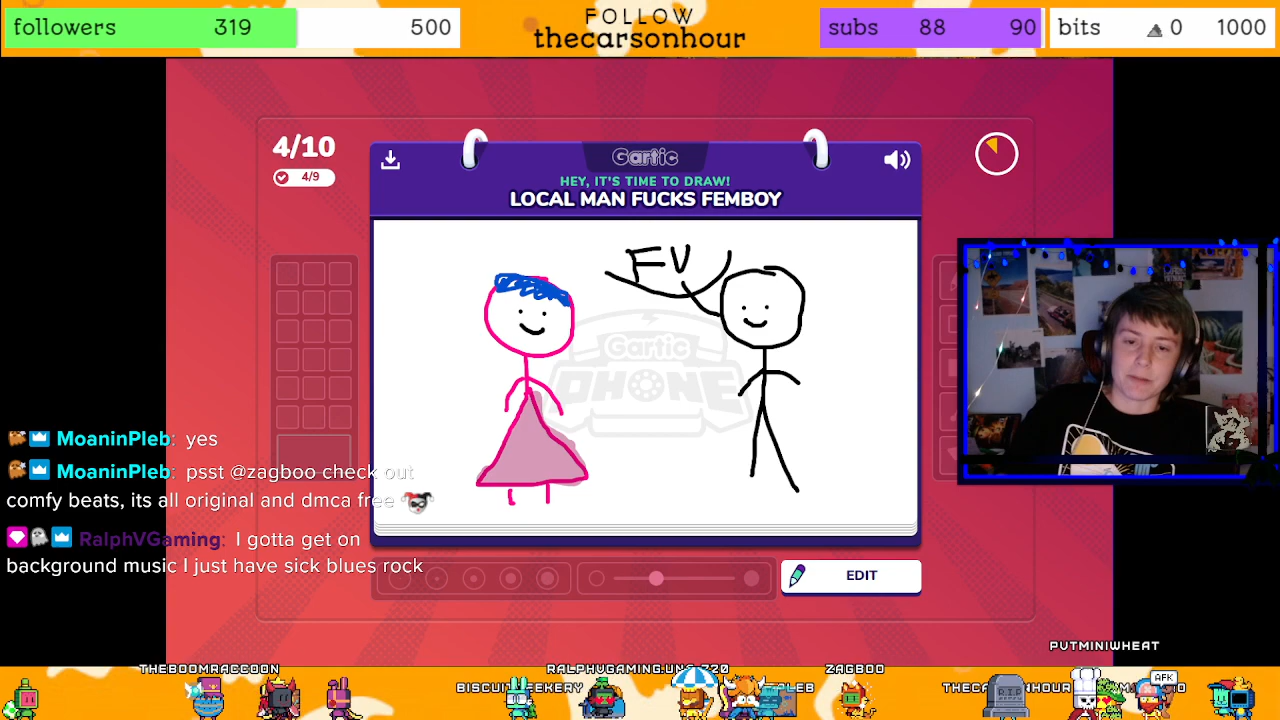 followers 319 500
FOLLOW
thecarsonhour
subs 88 90
bits 0 1000
4/10
4/9
Gartic
HEY, IT'S TIME TO DRAW!
LOCAL MAN FUCKS FEMBOY
FU
Gartic
PHONE
MoaninPleb: yes
MoaninPleb: psst @zagboo check out
comfy beats, its all original and dmca free
RalphVGaming: I gotta get on
background music I just have sick blues rock
EDIT
PUTMINIWHEAT
THEBOOMRACCOON
ZAGBOO
AFK
R.I.P